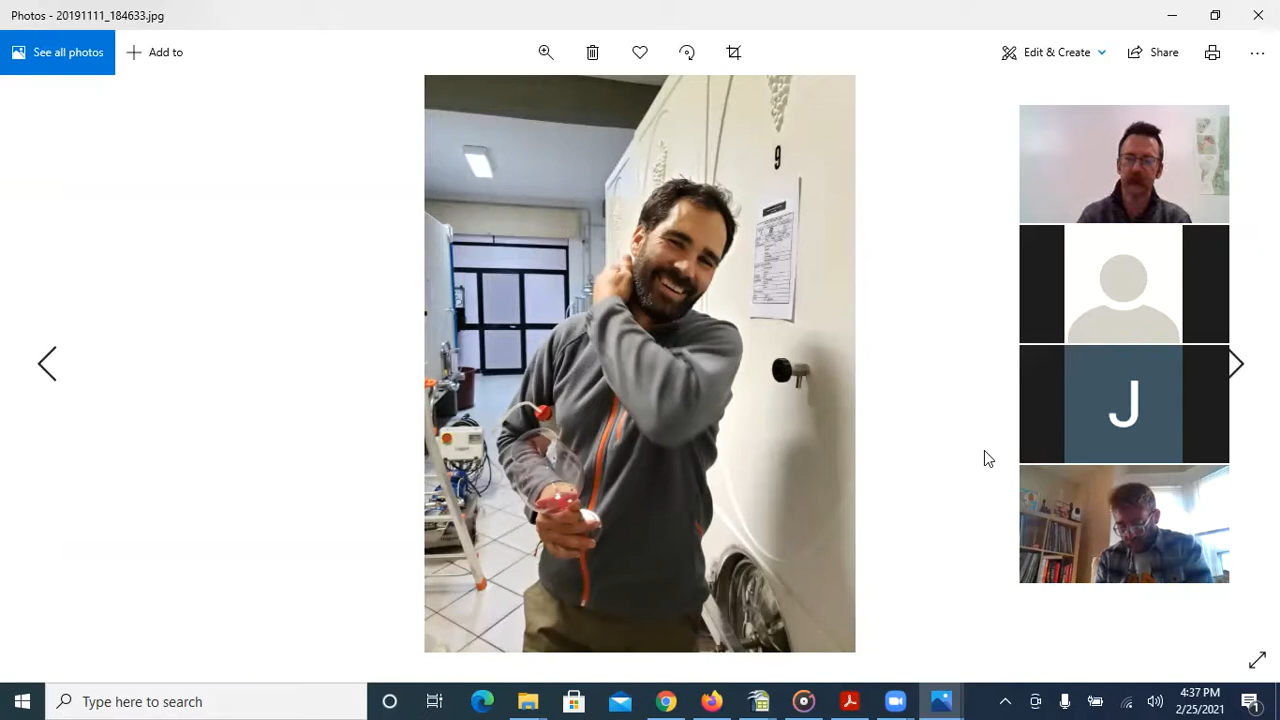 Photos - 20191111_184633.jpg
See all photos
Add to
Edit & Create
Share
9
J
Type here to search
4:37 PM
2/25/2021
1